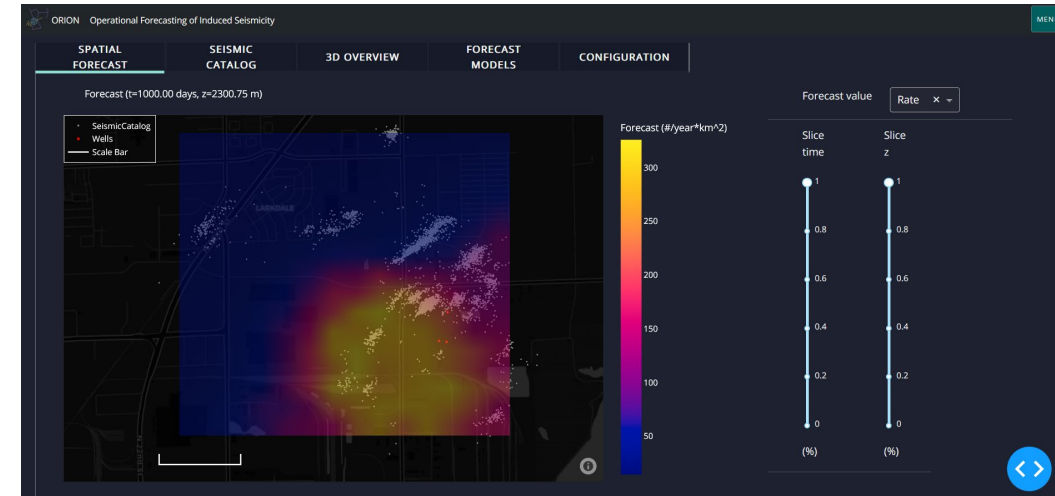 ORION Operational Forecasting of Induced Seismicity
MENU
SPATIAL FORECAST
SEISMIC CATALOG
3D OVERVIEW
FORECAST MODELS
CONFIGURATION
Forecast (t=1000.00 days, z=2300.75 m)
SeismicCatalog
Wells
Scale Bar
LARKDALE
Forecast (#/year*km^2)
300
250
200
150
100
50
Forecast value
Rate × 
Slice time
Slice z
1
0.8
0.6
0.4
0.2
0
(%)
1
0.8
0.6
0.4
0.2
0
(%)